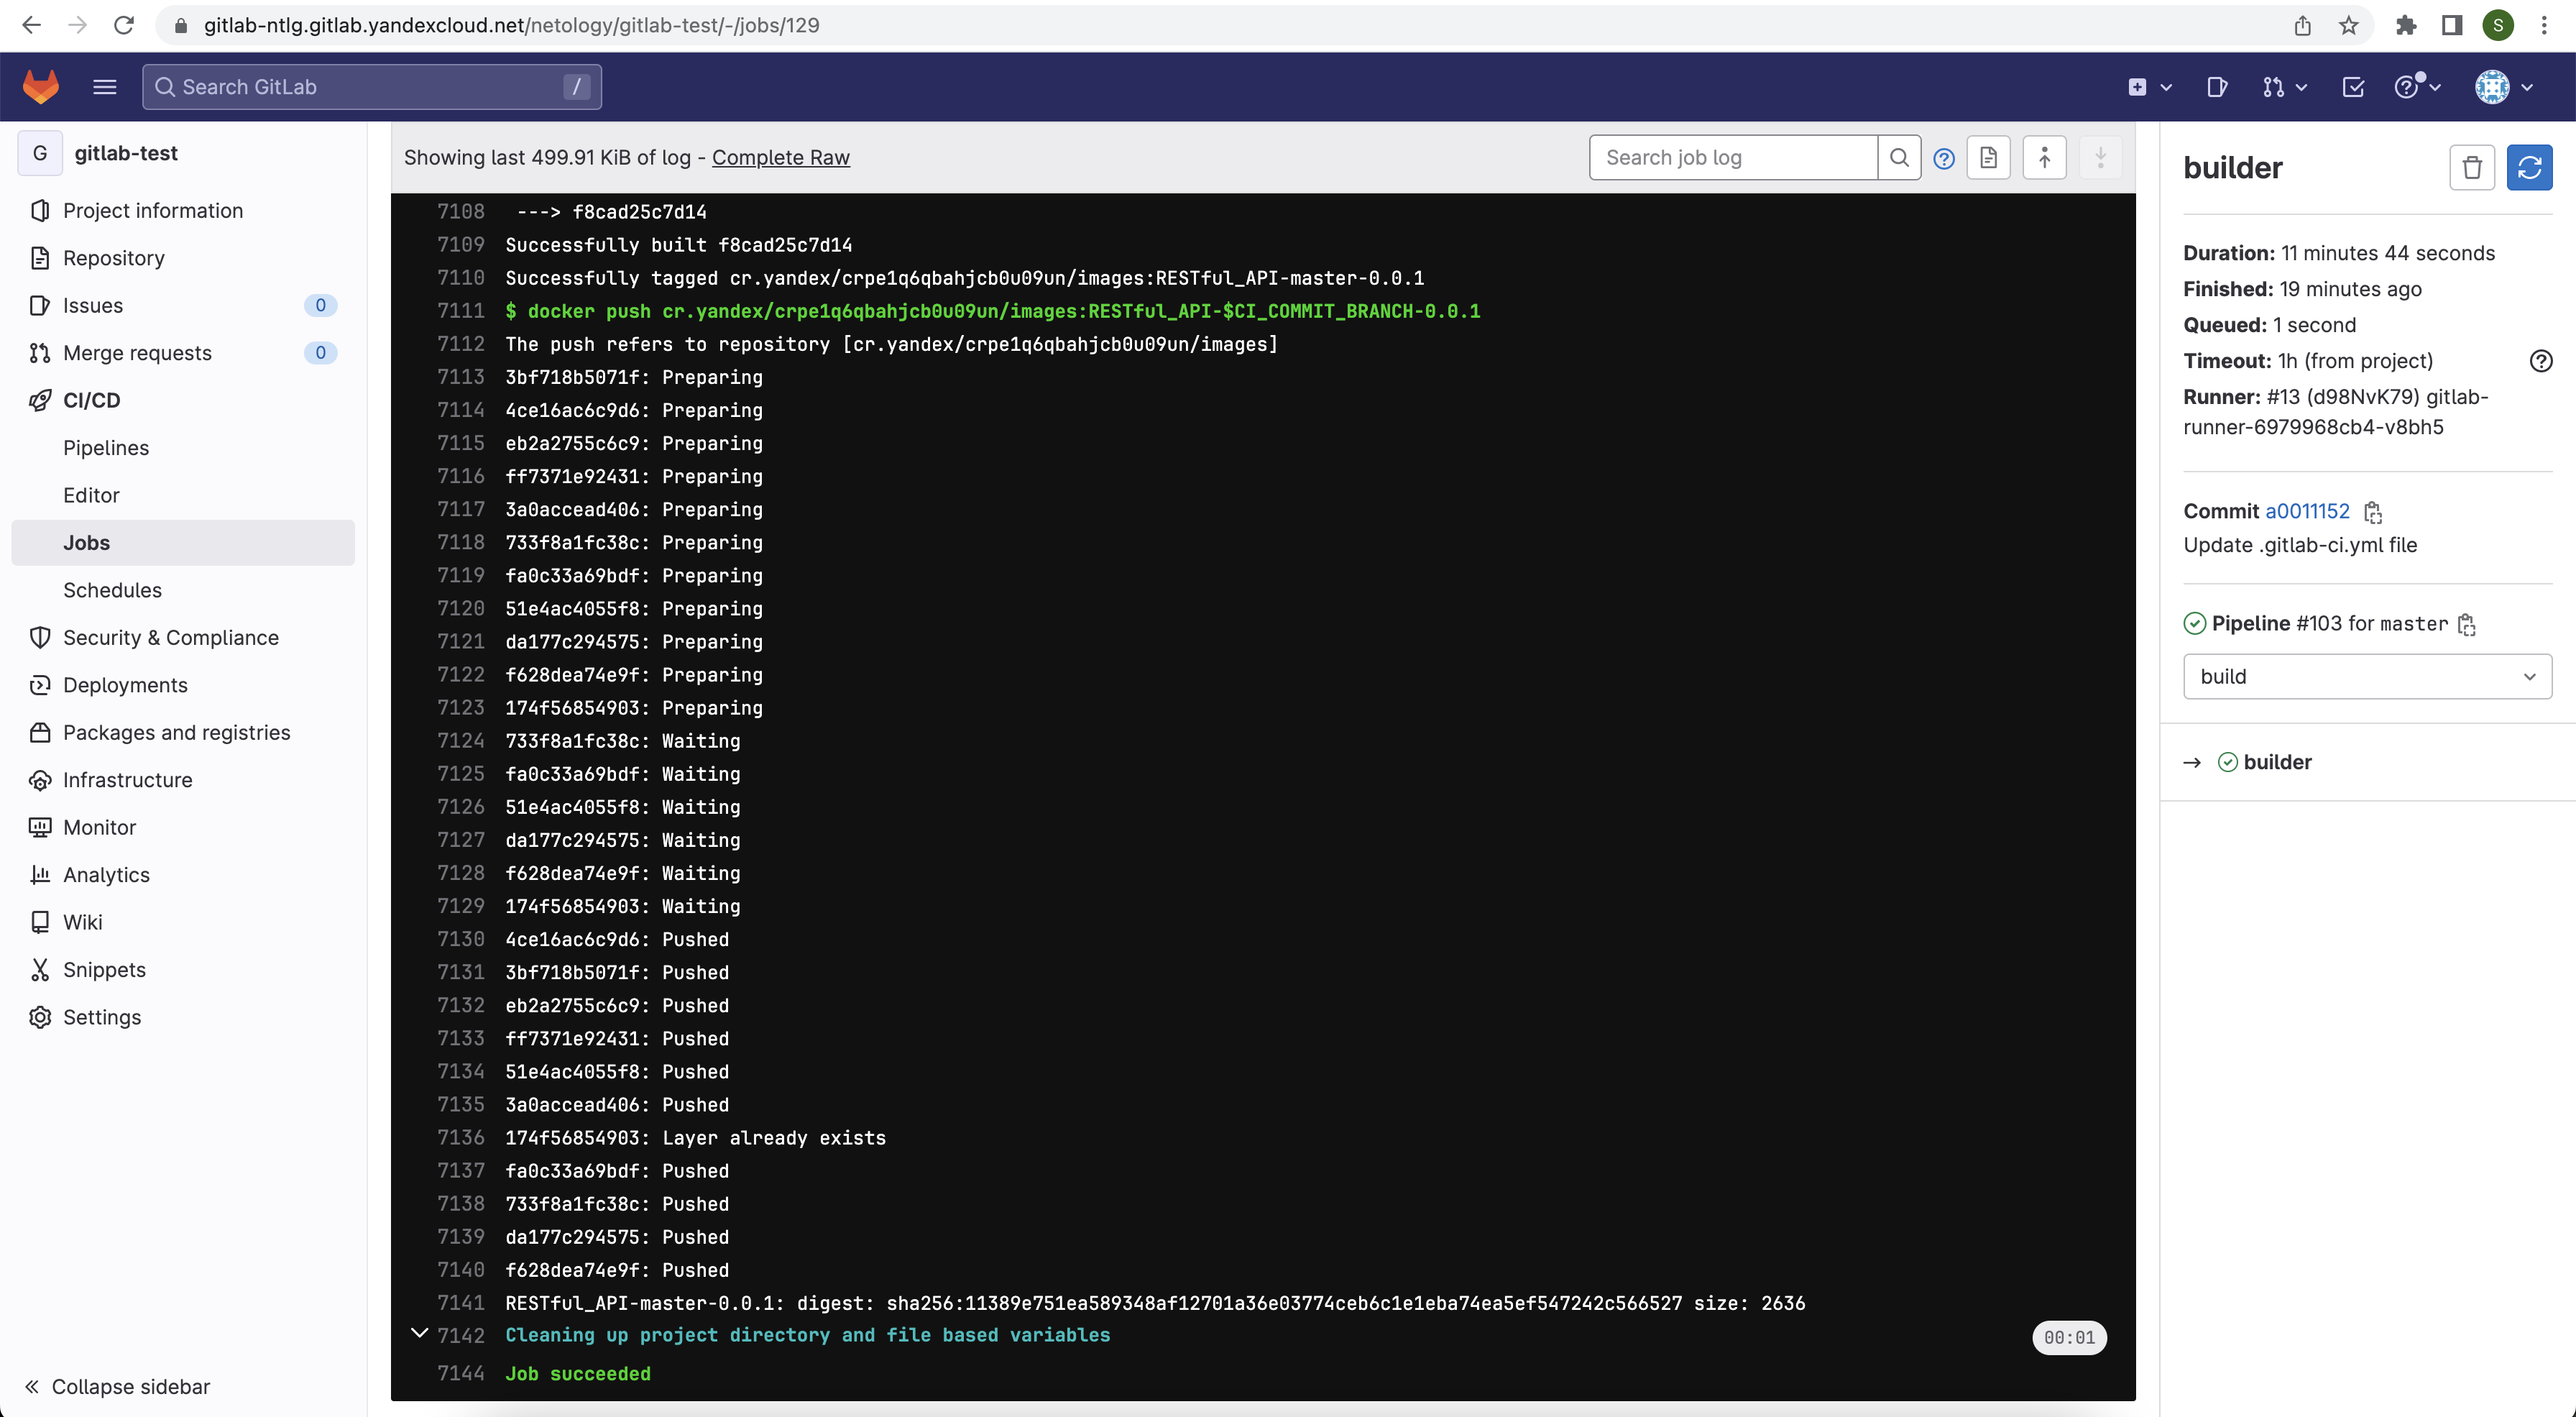 gitlab-ntlg.gitlab.yandexcloud.net/netology/gitlab-test/-/jobs/129
S
Search GitLab
/
G
gitlab-test
Project information
Repository
Issues
0
Merge requests
0
CI/CD
Pipelines
Editor
Jobs
Schedules
Security & Compliance
Deployments
Packages and registries
Infrastructure
Monitor
Analytics
Wiki
Snippets
Settings
Collapse sidebar
Showing last 499.91 KiB of log - Complete Raw
Search job log
7108 ---> f8cad25c7d14
7109 Successfully built f8cad25c7d14
7110 Successfully tagged cr.yandex/crpe1q6qbahjcb0u09un/images:RESTful_API-master-0.0.1
7111 $ docker push cr.yandex/crpe1q6qbahjcb0u09un/images:RESTful_API-$CI_COMMIT_BRANCH-0.0.1
7112 The push refers to repository [cr.yandex/crpe1q6qbahjcb0u09un/images]
7113 3bf718b5071f: Preparing
7114 4ce16ac6c9d6: Preparing
7115 eb2a2755c6c9: Preparing
7116 ff7371e92431: Preparing
7117 3a0accead406: Preparing
7118 733f8a1fc38c: Preparing
7119 fa0c33a69bdf: Preparing
7120 51e4ac4055f8: Preparing
7121 da177c294575: Preparing
7122 f628dea74e9f: Preparing
7123 174f56854903: Preparing
7124 733f8a1fc38c: Waiting
7125 fa0c33a69bdf: Waiting
7126 51e4ac4055f8: Waiting
7127 da177c294575: Waiting
7128 f628dea74e9f: Waiting
7129 174f56854903: Waiting
7130 4ce16ac6c9d6: Pushed
7131 3bf718b5071f: Pushed
7132 eb2a2755c6c9: Pushed
7133 ff7371e92431: Pushed
7134 51e4ac4055f8: Pushed
7135 3a0accead406: Pushed
7136 174f56854903: Layer already exists
7137 fa0c33a69bdf: Pushed
7138 733f8a1fc38c: Pushed
7139 da177c294575: Pushed
7140 f628dea74e9f: Pushed
7141 RESTful_API-master-0.0.1: digest: sha256:11389e751ea589348af12701a36e03774ceb6c1e1eba74ea5ef547242c566527 size: 2636
7142 Cleaning up project directory and file based variables
00:01
7144 Job succeeded
builder
Duration: 11 minutes 44 seconds
Finished: 19 minutes ago
Queued: 1 second
Timeout: 1h (from project)
Runner: #13 (d98NvK79) gitlab-
runner-6979968cb4-v8bh5
Commit a0011152
Update .gitlab-ci.yml file
Pipeline #103 for master
build
→ builder